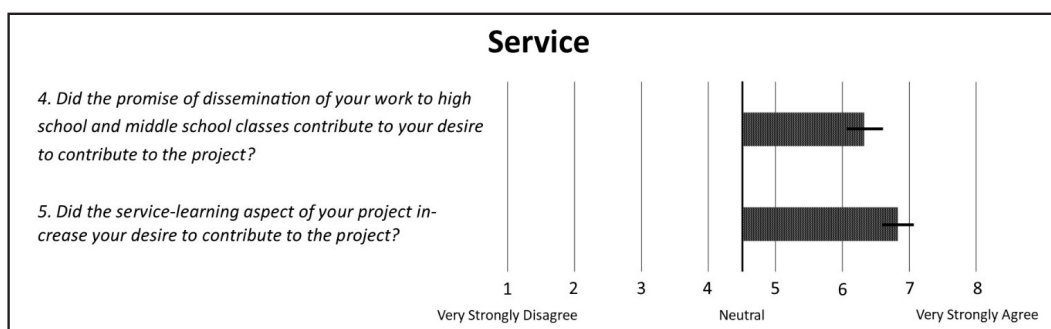 Service
4. Did the promise of dissemination of your work to high
school and middle school classes contribute to your desire
to contribute to the project?
5. Did the service-learning aspect of your project in-
crease your desire to contribute to the project?
1 2 3 4 5 6 7 8
Very Strongly Disagree Neutral Very Strongly Agree